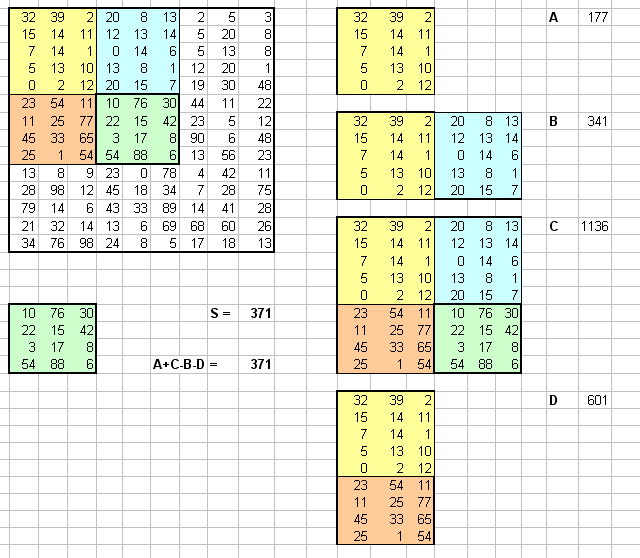 32 39 2 20 8 13 2 5 3 32 39 2 A 177
15 14 11 12 13 14 5 20 8 15 14 11
7 14 1 0 14 6 5 13 8 7 14 1
5 13 10 13 8 1 12 20 1 5 13 10
0 2 12 20 15 7 19 30 48 0 2 12
23 54 11 10 76 30 44 11 22
11 25 77 22 15 42 23 5 12 32 39 2 20 8 13 B 341
45 33 65 3 17 8 90 6 48 15 14 11 12 13 14
25 1 54 54 88 6 13 56 23 7 14 1 0 14 6
13 8 9 23 0 78 4 42 11 5 13 10 13 8 1
28 98 12 45 18 34 7 28 75 0 2 12 20 15 7
79 14 6 43 33 89 14 41 28
21 32 14 13 6 69 68 60 26 32 39 2 20 8 13 C 1136
34 76 98 24 8 5 17 18 13 15 14 11 12 13 14
7 14 1 0 14 6
5 13 10 13 8 1
0 2 12 20 15 7
10 76 30 S = 371 23 54 11 10 76 30
22 15 42 11 25 77 22 15 42
3 17 8 45 33 65 3 17 8
54 88 6 A+C-B-D = 371 25 1 54 54 88 6
32 39 2 D 601
15 14 11
7 14 1
5 13 10
0 2 12
23 54 11
11 25 77
45 33 65
25 1 54